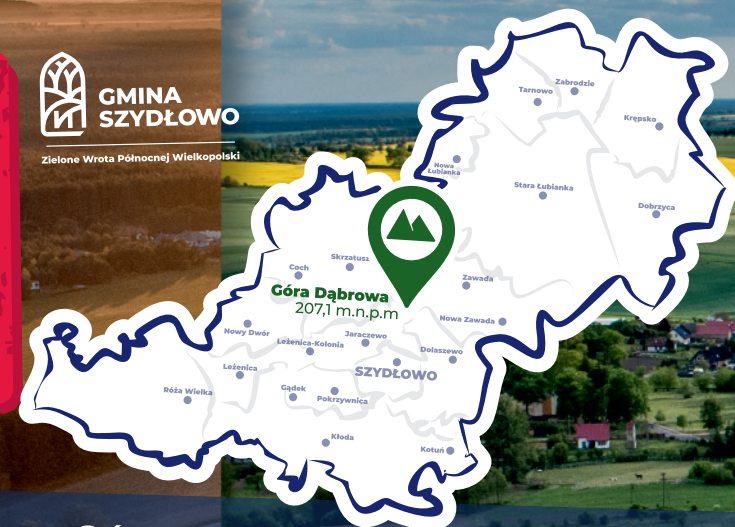 GMINA
SZYDŁOWO
Zielone Wrota Północnej Wielkopolski
Zabrodzie
Tarnowo
Krępsko
Nowa
Łubianka
Stara Łubianka
Dobrzyca
Skrzatusz
Coch
Zawada
Góra Dąbrowa
207,1 m.n.p.m
Nowa Zawada
Nowy Dwór
Jaraczewo
Leżenica-Kolonia
Dolaszewo
Leżenica
SZYDŁOWO
Róża Wielka
Gądek
Pokrzywnica
Kłoda
Kotuń